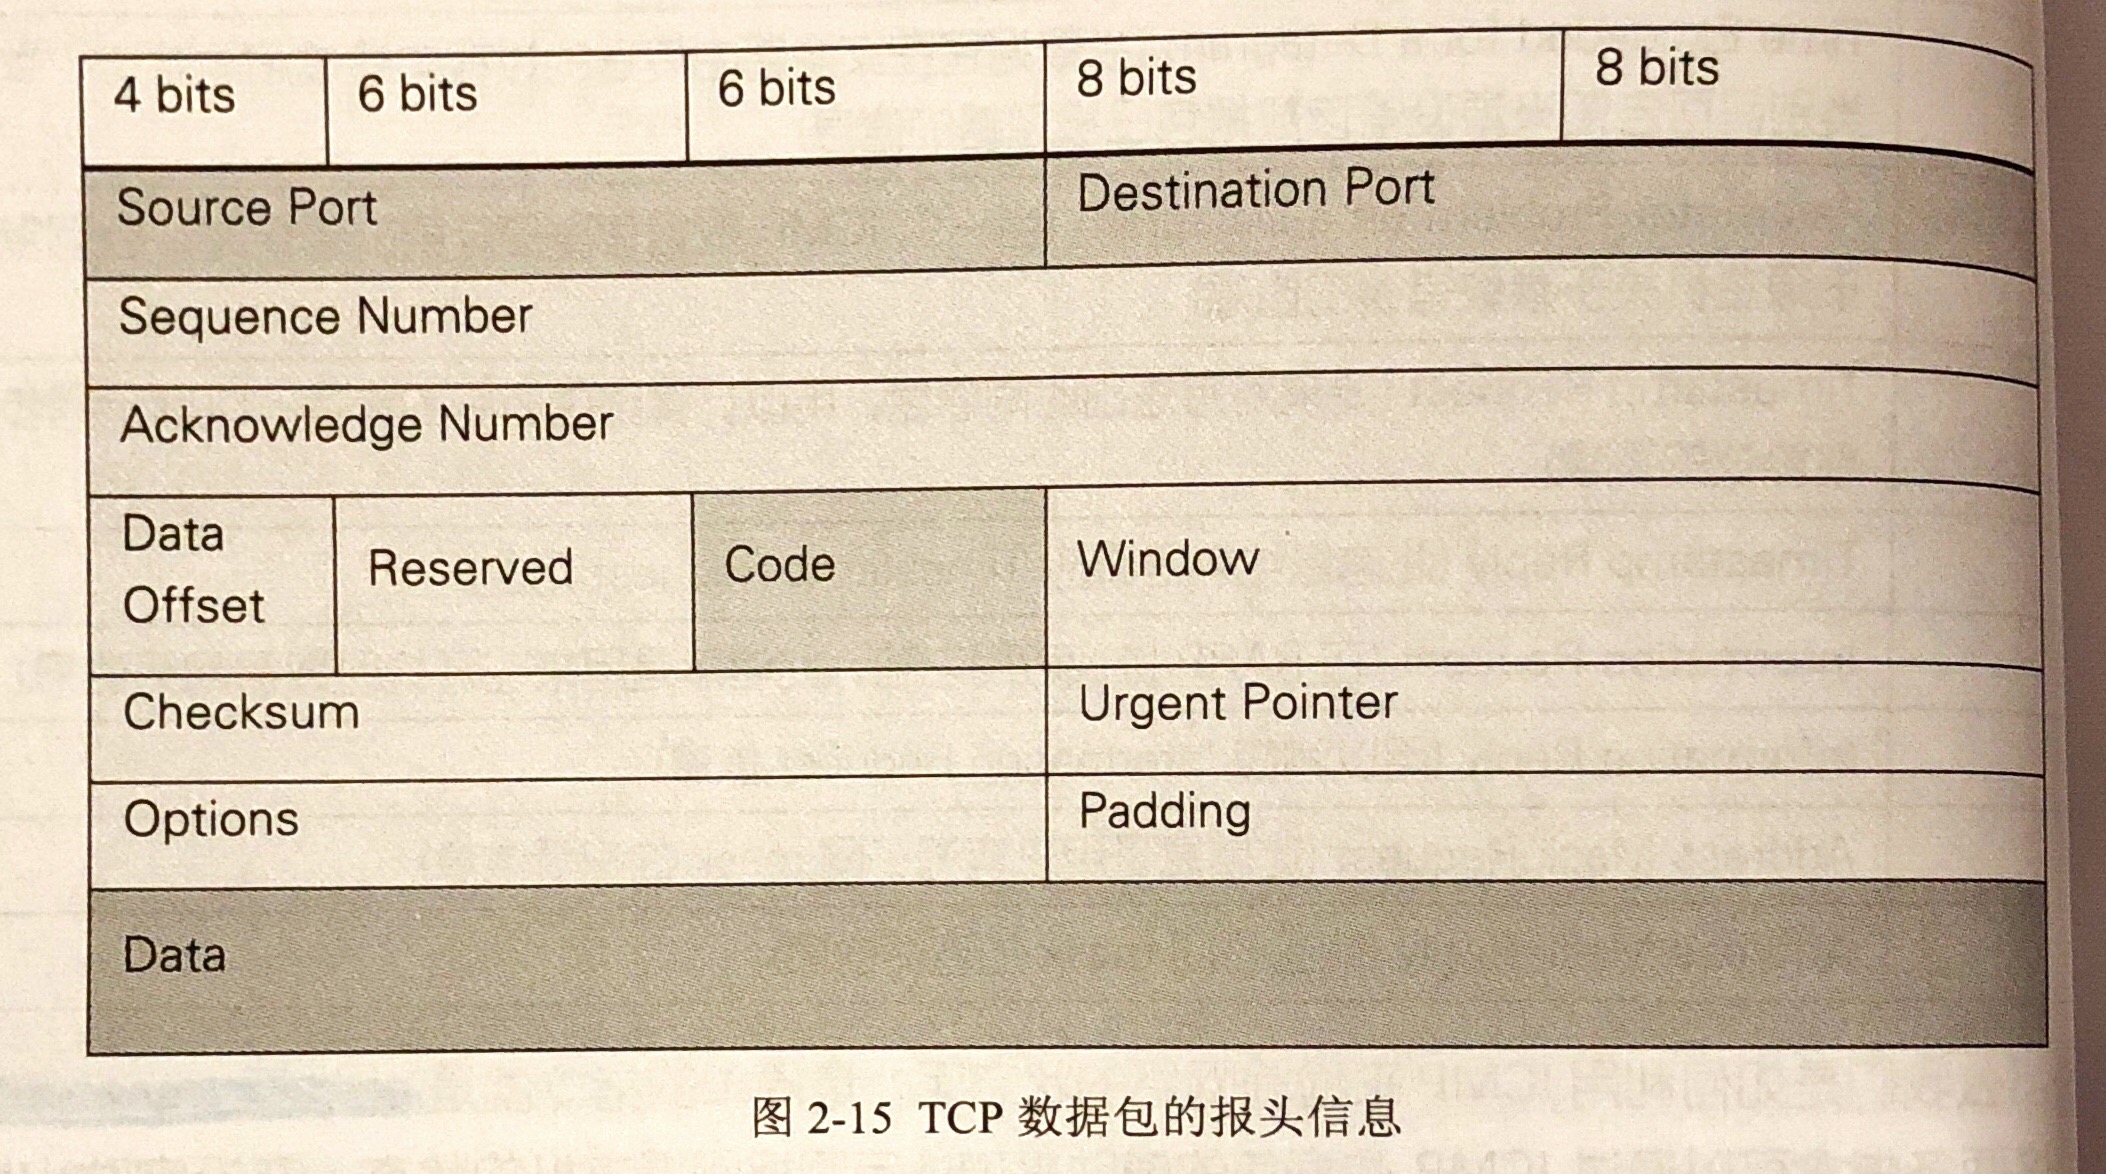 4 bits 6 bits 6 bits 8 bits 8 bits
Source Port Destination Port
Sequence Number
Acknowledge Number
Data Offset Reserved Code Window
Checksum Urgent Pointer
Options Padding
Data
图 2-15 TCP 数据包的报头信息